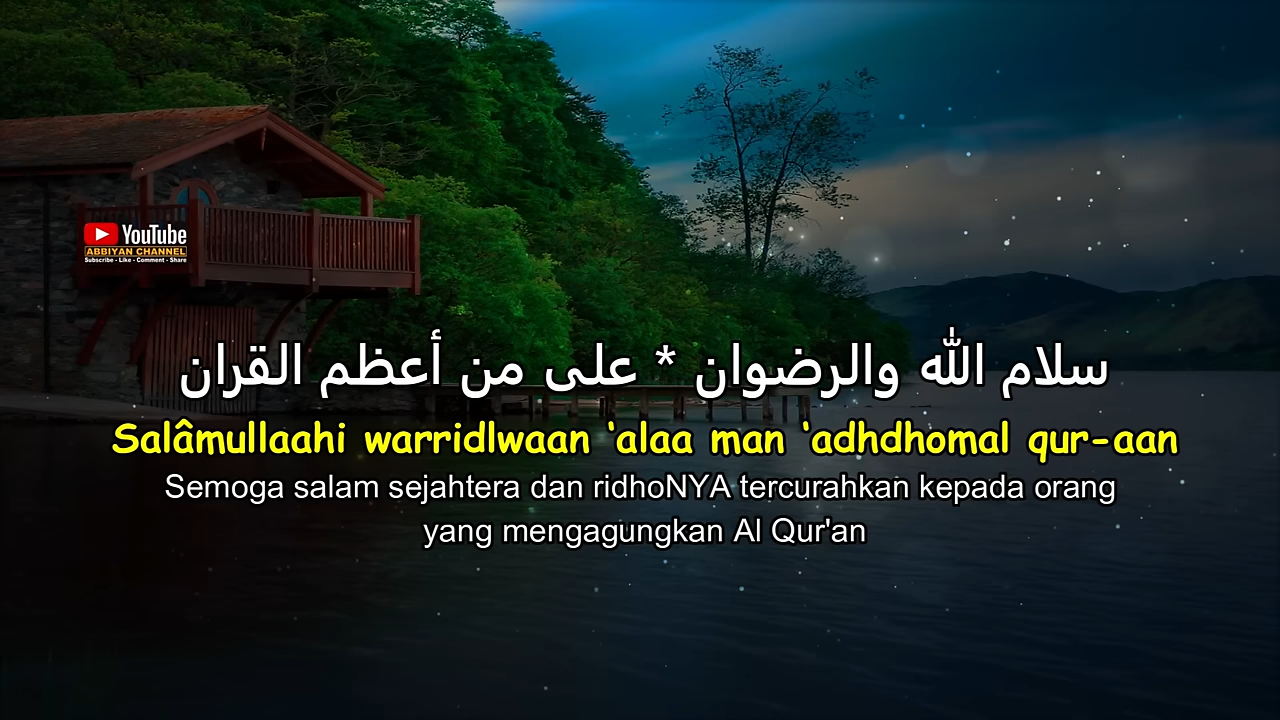 YouTube
ABBIYAN CHANNEL
Subscribe - Like - Comment - Share
سلام الله والرضوان * على من أعظم القران
Salâmullaahi warridlwaan ‘alaa man ‘adhdhomal qur-aan
Semoga salam sejahtera dan ridhoNYA tercurahkan kepada orang
yang mengagungkan Al Qur'an